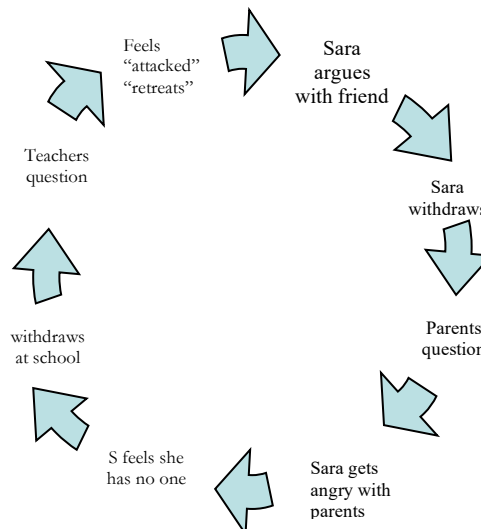 Feels
“attacked”
“retreats”
Sara
argues
with friend
Sara
withdraws
Parents
question
Sara gets
angry with
parents
S feels she
has no one
withdraws
at school
Teachers
question